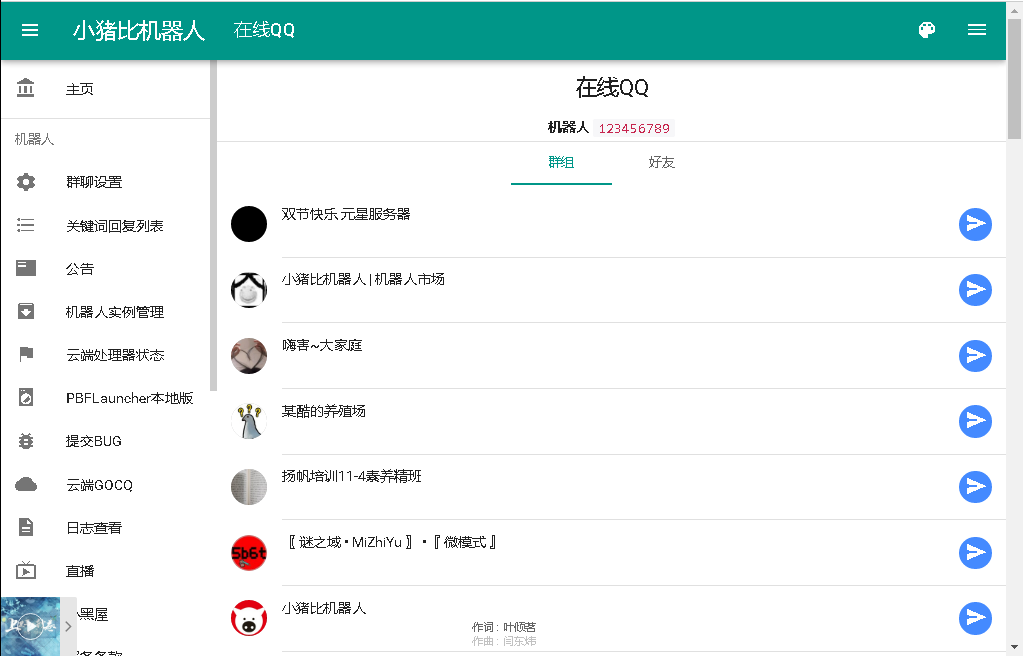 小猪比机器人
在线QQ
主页
机器人
群聊设置
关键词回复列表
公告
机器人实例管理
云端处理器状态
PBFLauncher本地版
提交BUG
云端GOCQ
日志查看
直播
小黑屋
在线QQ
机器人 123456789
群组 好友
双节快乐 元星服务器
小猪比机器人 | 机器人市场
嗨害~大家庭
某酷的养殖场
扬帆培训11-4素养精班
〖 谜之域 • MiZhiYu 〗 • 『 微模式 』
5b6t
小猪比机器人
作词 : 叶倾茗
作曲 : 闫东炜